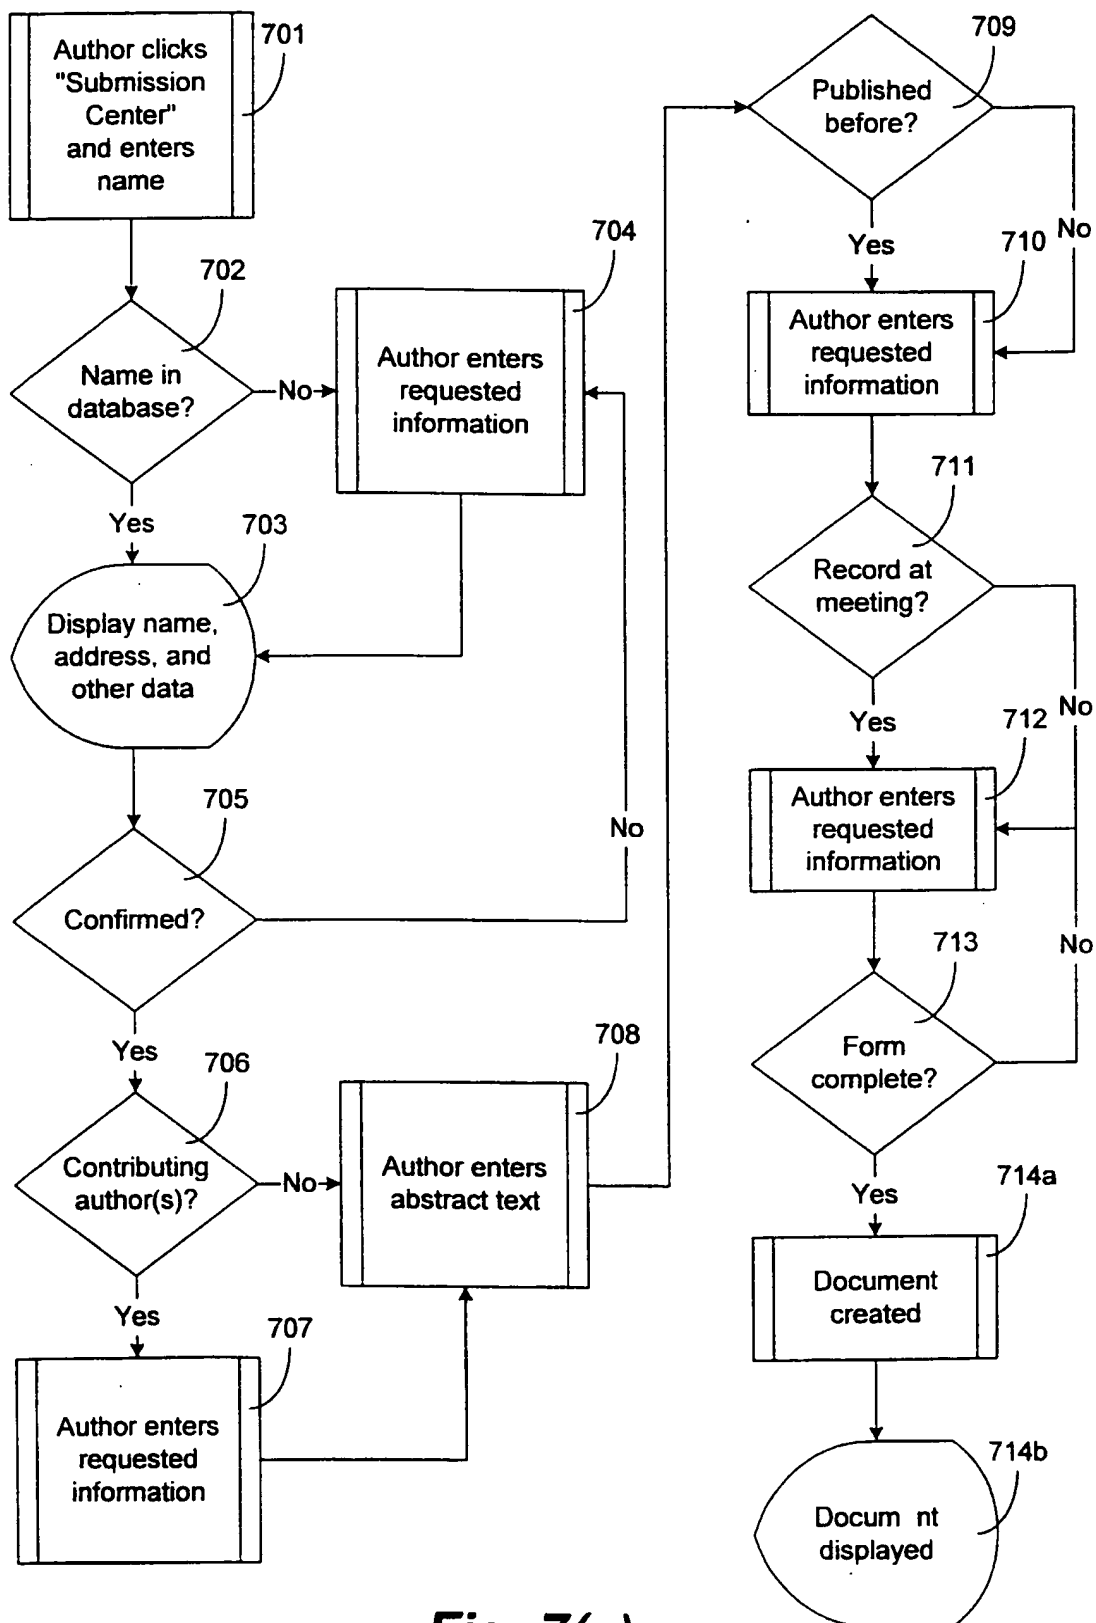 701
Author clicks
"Submission
Center"
and enters
name
702
Name in
database?
No
Yes
703
Display name,
address, and
other data
704
Author enters
requested
information
705
Confirmed?
No
Yes
706
Contributing
author(s)?
No
Yes
707
Author enters
requested
information
708
Author enters
abstract text
709
Published
before?
No
Yes
710
Author enters
requested
information
711
Record at
meeting?
No
Yes
712
Author enters
requested
information
713
Form
complete?
No
Yes
714a
Document
created
714b
Docum nt
displayed